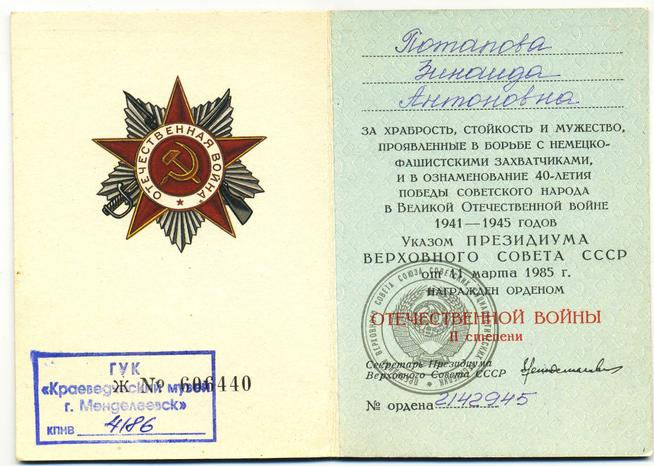 ОТЕЧЕСТВЕННАЯ ВОЙНА
ГУК
Ж № 606440
«Краеведческий музей
г. Менделеевск»
КПНВ 4186
Потапова
Зинаида
Антоновна
ЗА ХРАБРОСТЬ, СТОЙКОСТЬ И МУЖЕСТВО,
ПРОЯВЛЕННЫЕ В БОРЬБЕ С НЕМЕЦКО-
ФАШИСТСКИМИ ЗАХВАТЧИКАМИ,
И В ОЗНАМЕНОВАНИЕ 40-ЛЕТИЯ
ПОБЕДЫ СОВЕТСКОГО НАРОДА
В ВЕЛИКОЙ ОТЕЧЕСТВЕННОЙ ВОЙНЕ
1941—1945 ГОДОВ
УКАЗОМ ПРЕЗИДИУМА
ВЕРХОВНОГО СОВЕТА СССР
от 11 марта 1985 г.
НАГРАЖДЕН ОРДЕНОМ
ОТЕЧЕСТВЕННОЙ ВОЙНЫ
II степени
Секретарь Президиума
Верховного Совета СССР
№ ордена 2142945